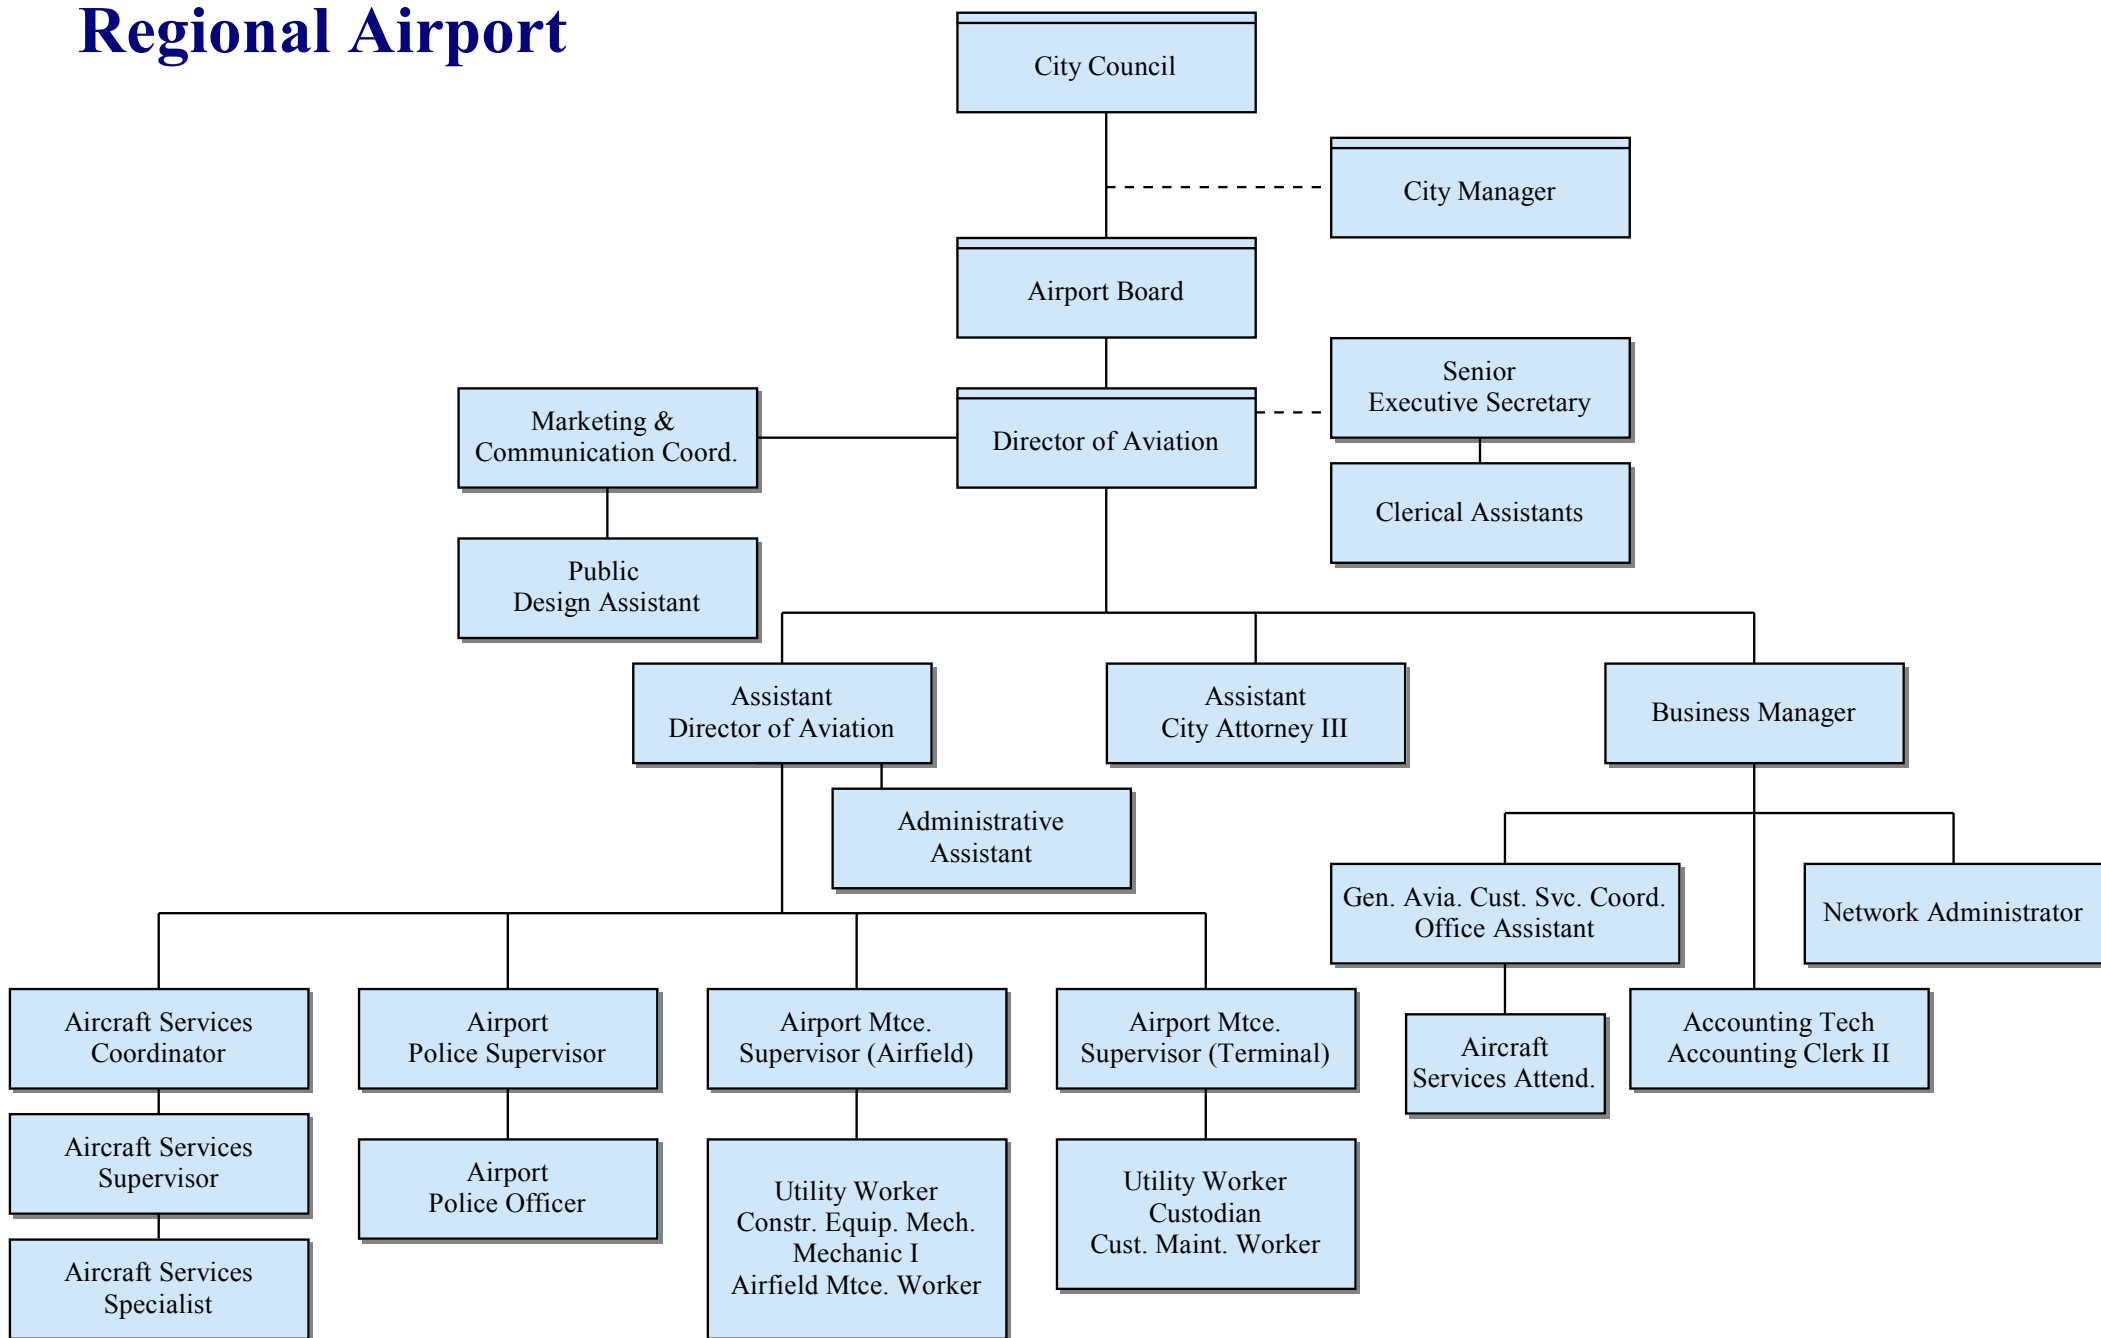 Regional Airport
City Council
City Manager
Airport Board
Senior
Executive Secretary
Marketing &
Communication Coord.
Director of Aviation
Clerical Assistants
Public
Design Assistant
Assistant
Director of Aviation
Assistant
City Attorney III
Business Manager
Administrative
Assistant
Gen. Avia. Cust. Svc. Coord.
Office Assistant
Network Administrator
Aircraft Services
Coordinator
Airport
Police Supervisor
Airport Mtce.
Supervisor (Airfield)
Airport Mtce.
Supervisor (Terminal)
Aircraft
Services Attend.
Accounting Tech
Accounting Clerk II
Aircraft Services
Supervisor
Airport
Police Officer
Utility Worker
Constr. Equip. Mech.
Mechanic I
Airfield Mtce. Worker
Utility Worker
Custodian
Cust. Maint. Worker
Aircraft Services
Specialist